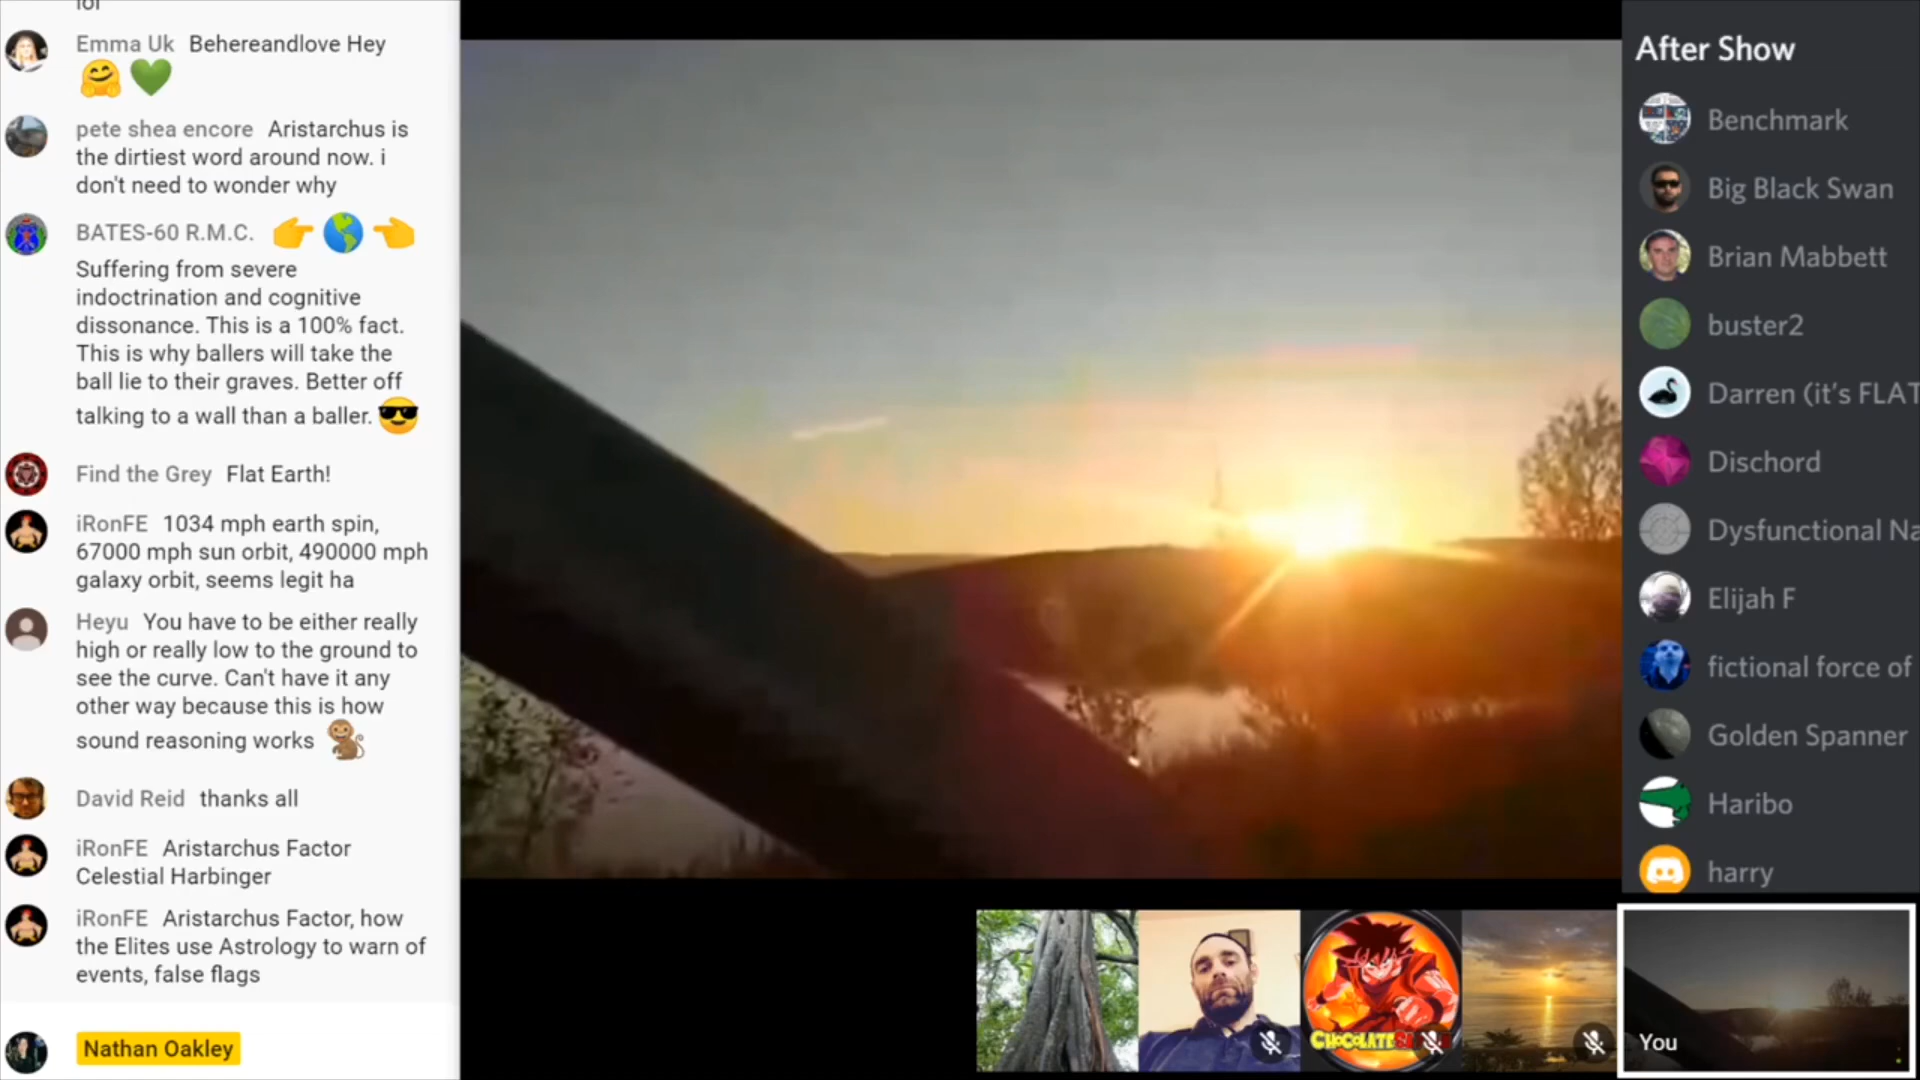 lol
Emma Uk Behereandlove Hey
pete shea encore Aristarchus is
the dirtiest word around now. i
don't need to wonder why
BATES-60 R.M.C.
Suffering from severe
indoctrination and cognitive
dissonance. This is a 100% fact.
This is why ballers will take the
ball lie to their graves. Better off
talking to a wall than a baller.
Find the Grey Flat Earth!
iRonFE 1034 mph earth spin,
67000 mph sun orbit, 490000 mph
galaxy orbit, seems legit ha
Heyu You have to be either really
high or really low to the ground to
see the curve. Can't have it any
other way because this is how
sound reasoning works
David Reid thanks all
iRonFE Aristarchus Factor
Celestial Harbinger
iRonFE Aristarchus Factor, how
the Elites use Astrology to warn of
events, false flags
Nathan Oakley
CHOCOLATE
You
After Show
Benchmark
Big Black Swan
Brian Mabbett
buster2
Darren (it's FLAT
Dischord
Dysfunctional Na
Elijah F
fictional force of
Golden Spanner
Haribo
harry